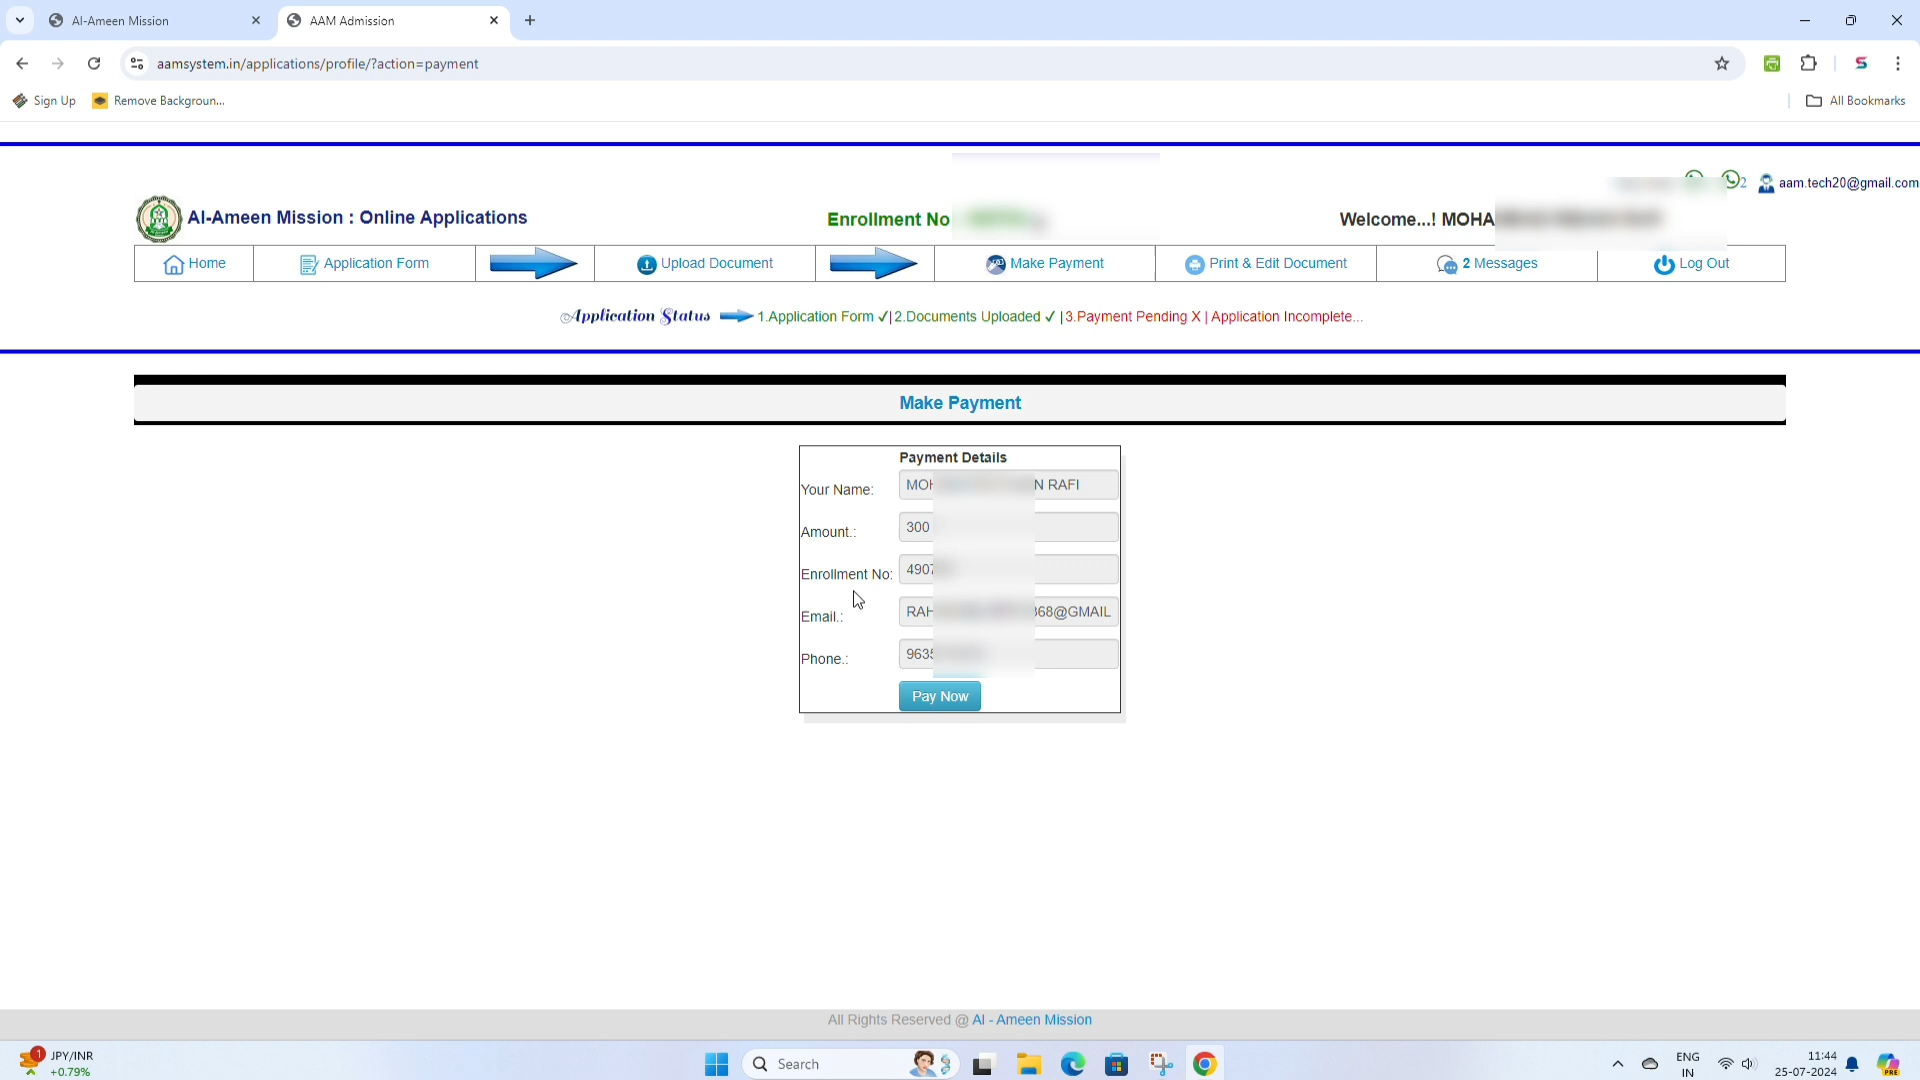 Al-Ameen Mission
AAM Admission
aamsystem.in/applications/profile/?action=payment
Sign Up
Remove Backgroun...
All Bookmarks
2
aam.tech20@gmail.com
Al-Ameen Mission : Online Applications
Enrollment No
Welcome...! MOHA
Home
Application Form
Upload Document
Make Payment
Print & Edit Document
2 Messages
Log Out
Application Status 1.Application Form ✓| 2.Documents Uploaded ✓ | 3.Payment Pending X | Application Incomplete...
Make Payment
Payment Details
Your Name: MOH N RAFI
Amount.: 300
Enrollment No: 490
Email.: RAH 368@GMAIL
Phone.: 963
Pay Now
All Rights Reserved @ Al - Ameen Mission
1
JPY/INR
+0.79%
Search
ENG
IN
11:44
25-07-2024
PRE